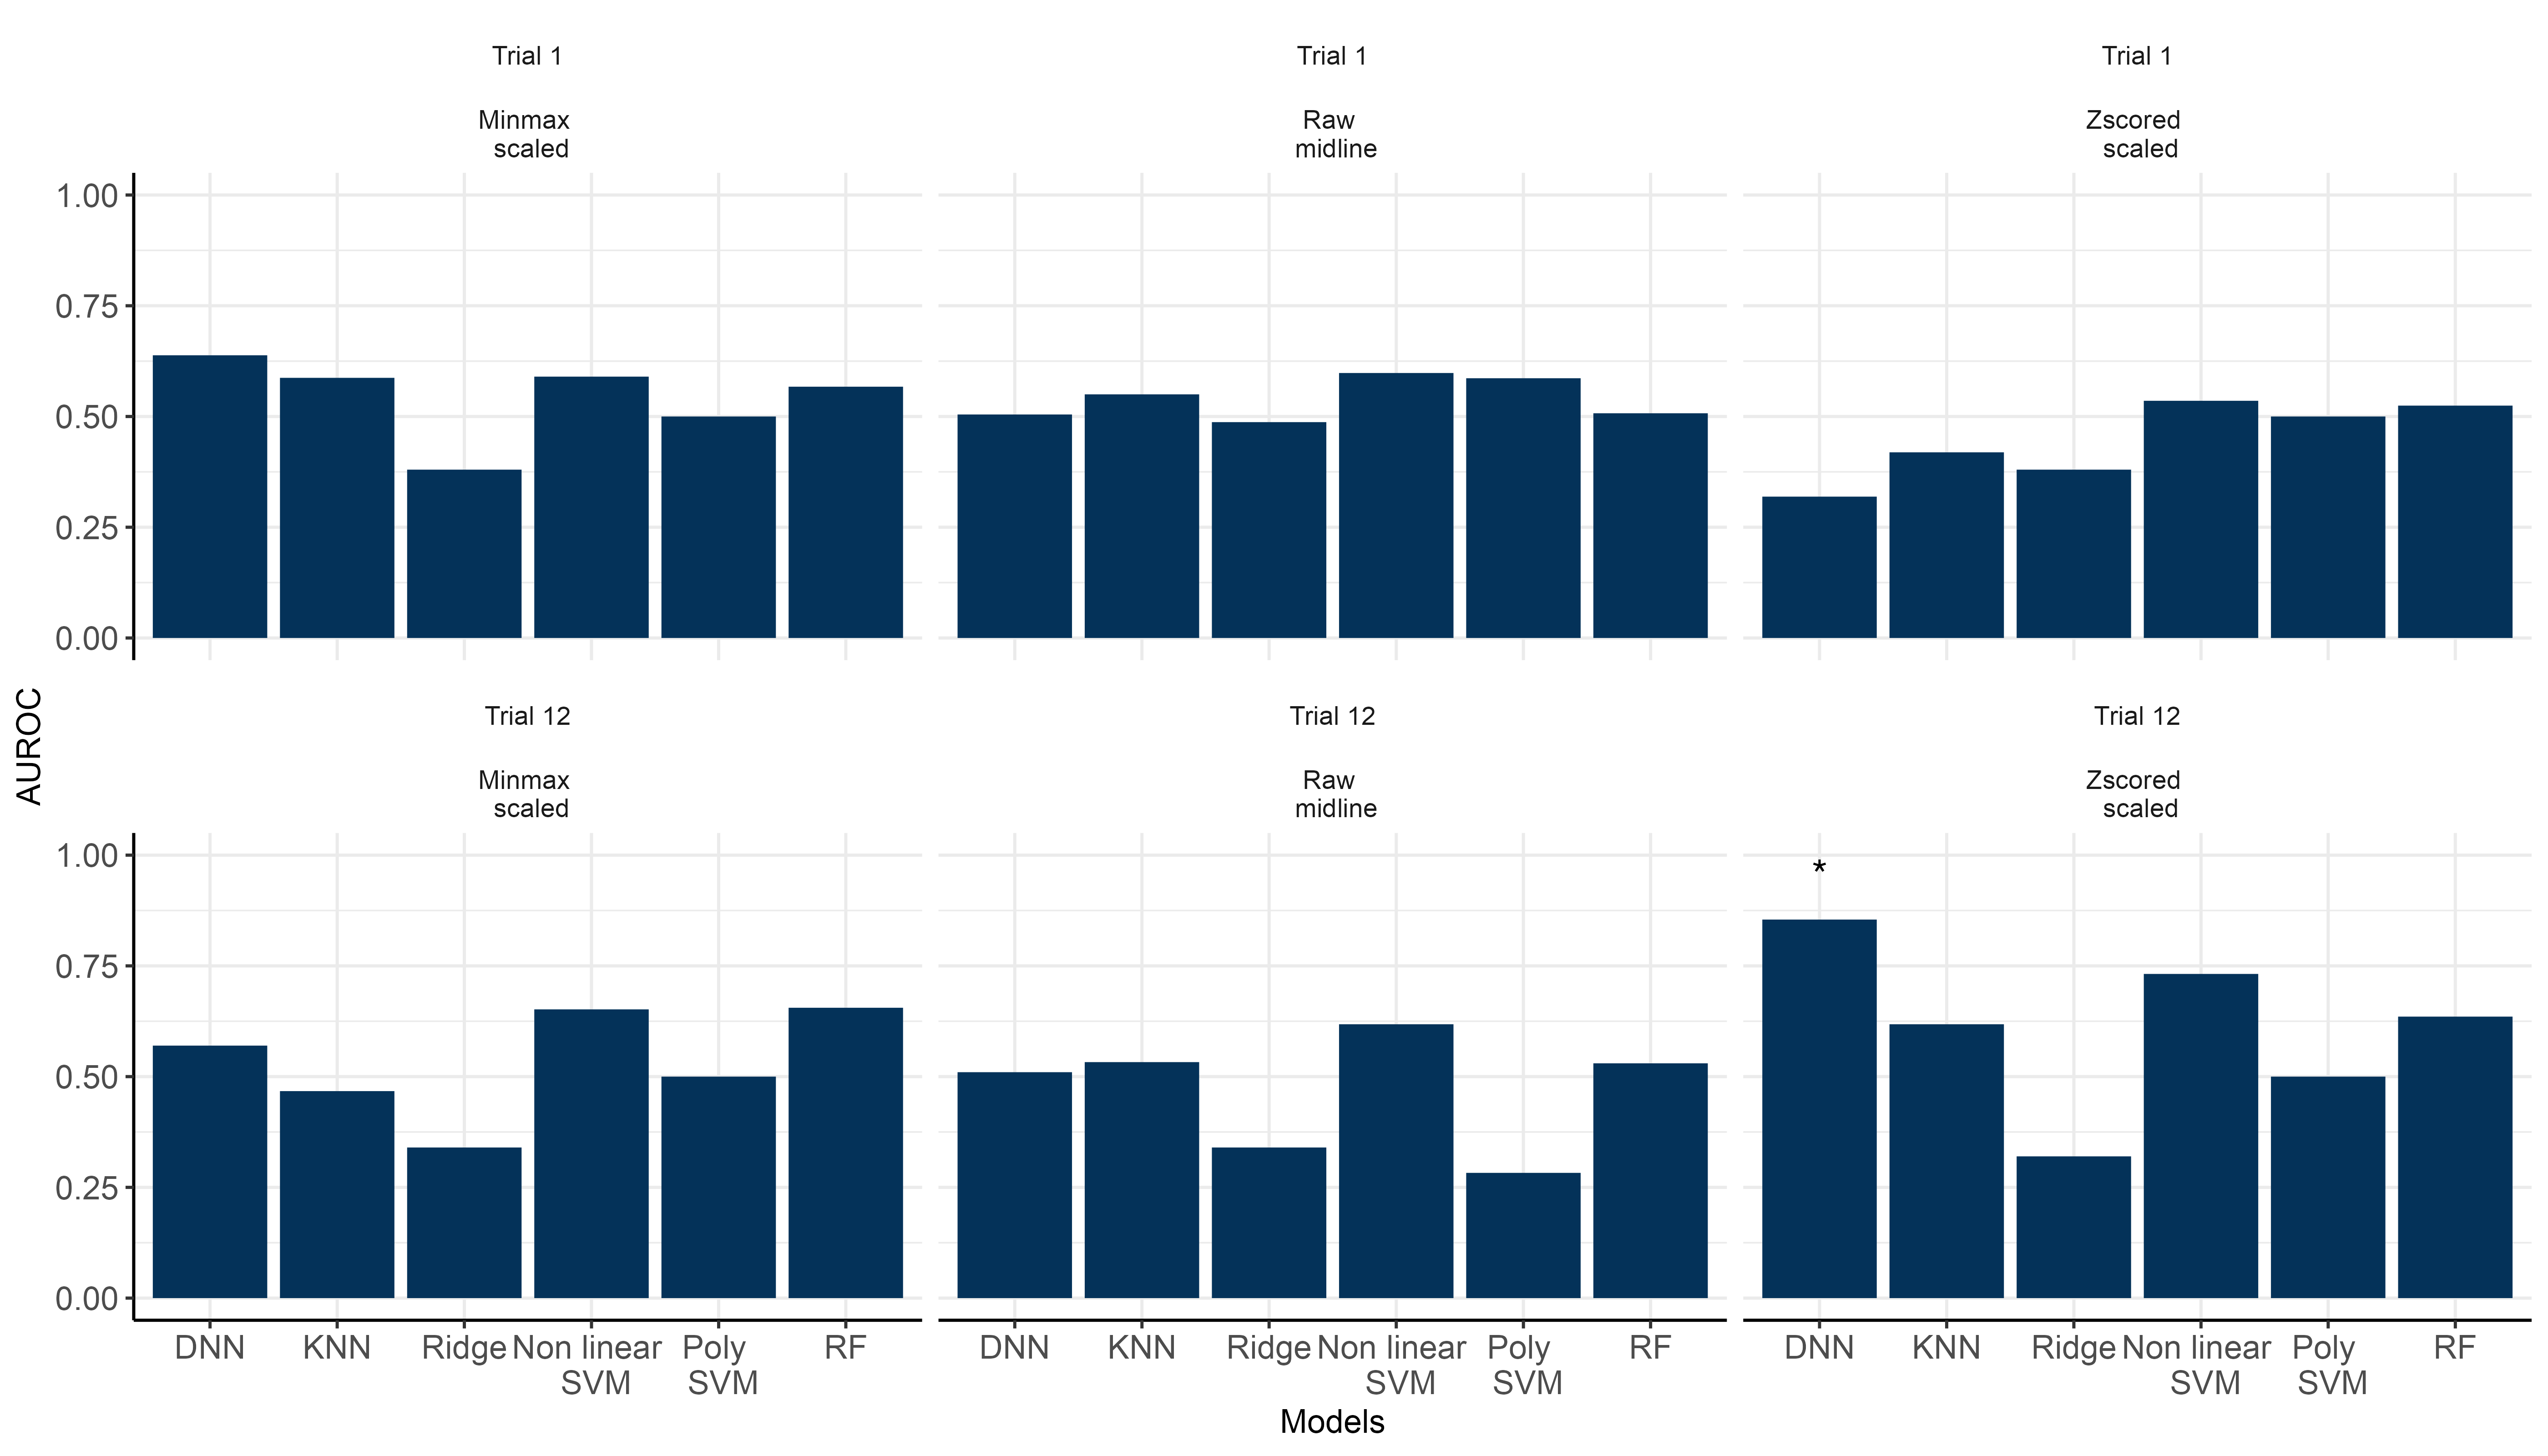 Trial 1
Trial 1
Trial 1
Minmax
scaled
Raw
midline
Zscored
scaled
1.00
0.75
0.50
0.25
0.00
AUROC
Trial 12
Trial 12
Trial 12
Minmax
scaled
Raw
midline
Zscored
scaled
1.00
0.75
0.50
0.25
0.00
*
DNN KNN Ridge Non linear SVM Poly SVM RF
DNN KNN Ridge Non linear SVM Poly SVM RF
DNN KNN Ridge Non linear SVM Poly SVM RF
Models